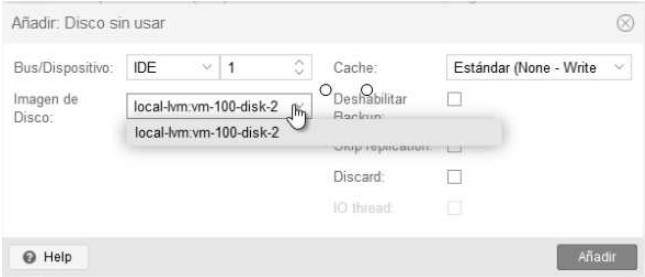 Añadir: Disco sin usar
Bus/Dispositivo: IDE 1 Cache: Estándar (None - Write
Imagen de Disco: local-lvm:vm-100-disk-2 Deshabilitar Backup:
local-lvm:vm-100-disk-2
Skip replication:
Discard:
IO thread:
Help Añadir